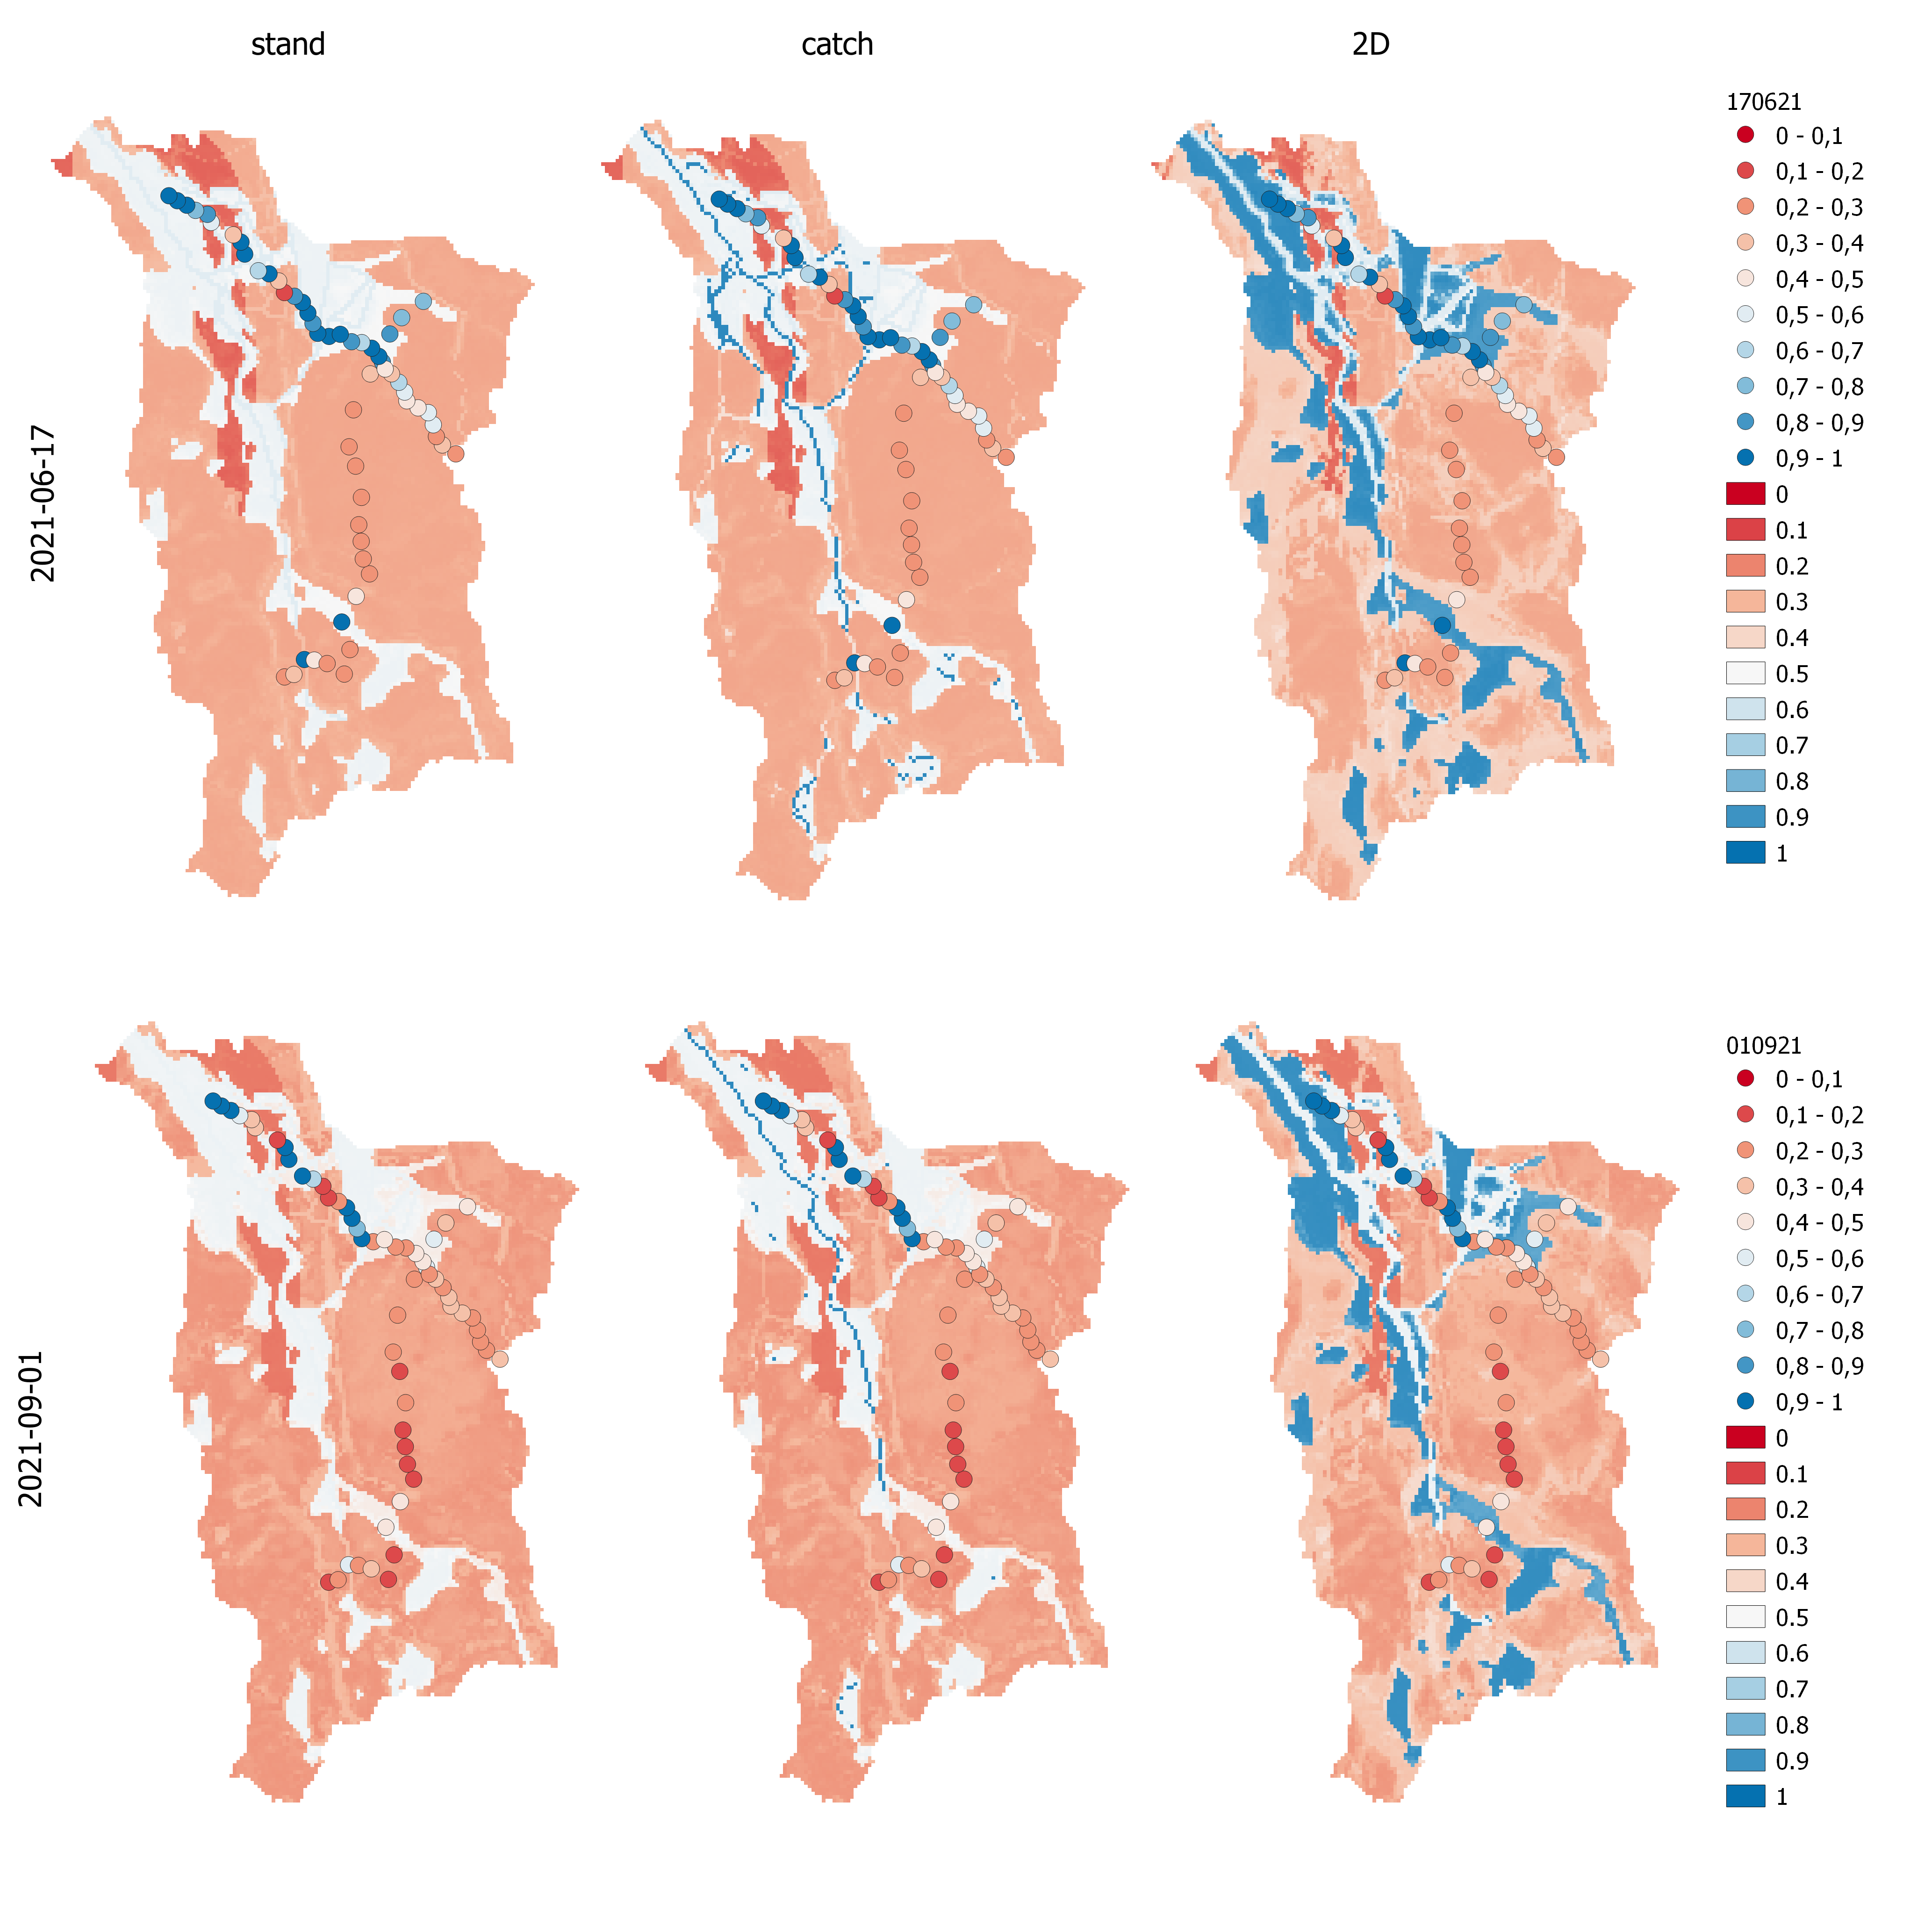 stand
catch
2D
2021-06-17
170621
0 - 0,1
0,1 - 0,2
0,2 - 0,3
0,3 - 0,4
0,4 - 0,5
0,5 - 0,6
0,6 - 0,7
0,7 - 0,8
0,8 - 0,9
0,9 - 1
0
0.1
0.2
0.3
0.4
0.5
0.6
0.7
0.8
0.9
1
2021-09-01
010921
0 - 0,1
0,1 - 0,2
0,2 - 0,3
0,3 - 0,4
0,4 - 0,5
0,5 - 0,6
0,6 - 0,7
0,7 - 0,8
0,8 - 0,9
0,9 - 1
0
0.1
0.2
0.3
0.4
0.5
0.6
0.7
0.8
0.9
1